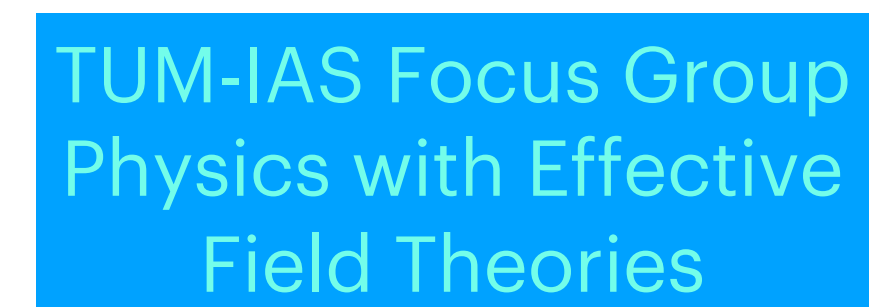 TUM-IAS Focus Group
Physics with Effective
Field Theories